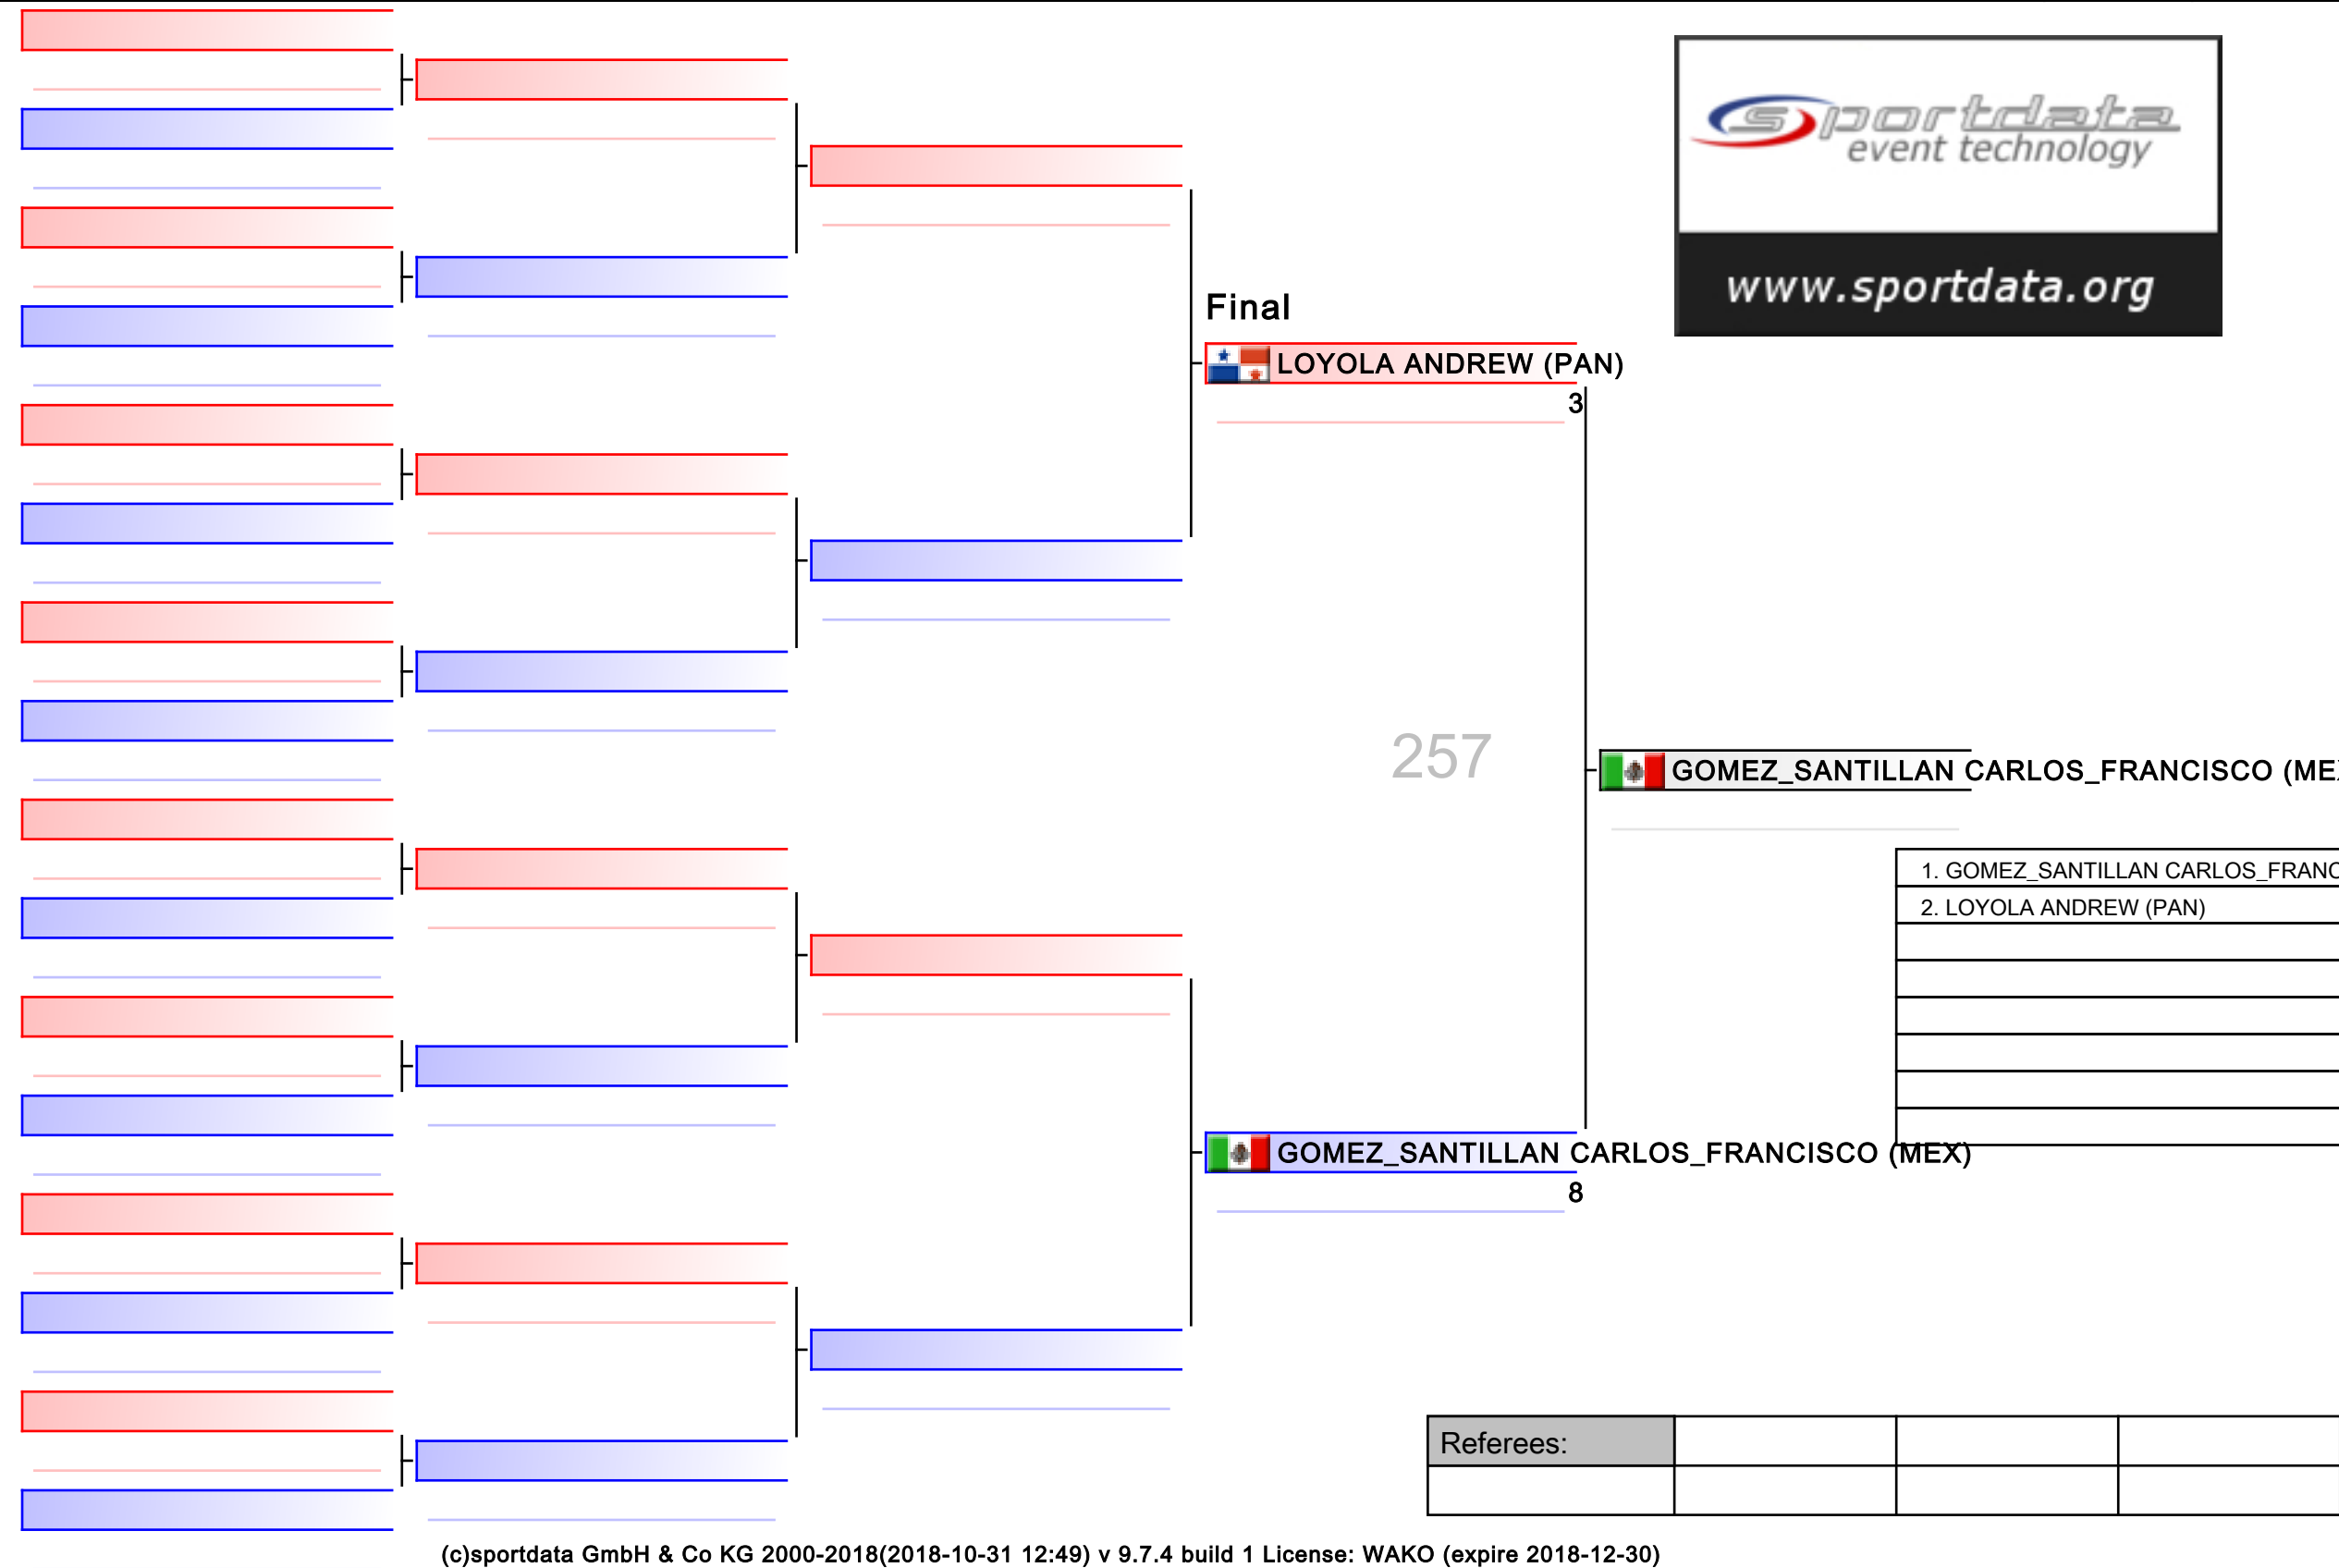 sportdata
event technology
www.sportdata.org
Final
LOYOLA ANDREW (PAN)
3
257
GOMEZ_SANTILLAN CARLOS_FRANCISCO (MEX
1. GOMEZ_SANTILLAN CARLOS_FRANC
2. LOYOLA ANDREW (PAN)
GOMEZ_SANTILLAN CARLOS_FRANCISCO (MEX)
8
Referees:
(c)sportdata GmbH & Co KG 2000-2018(2018-10-31 12:49) v 9.7.4 build 1 License: WAKO (expire 2018-12-30)